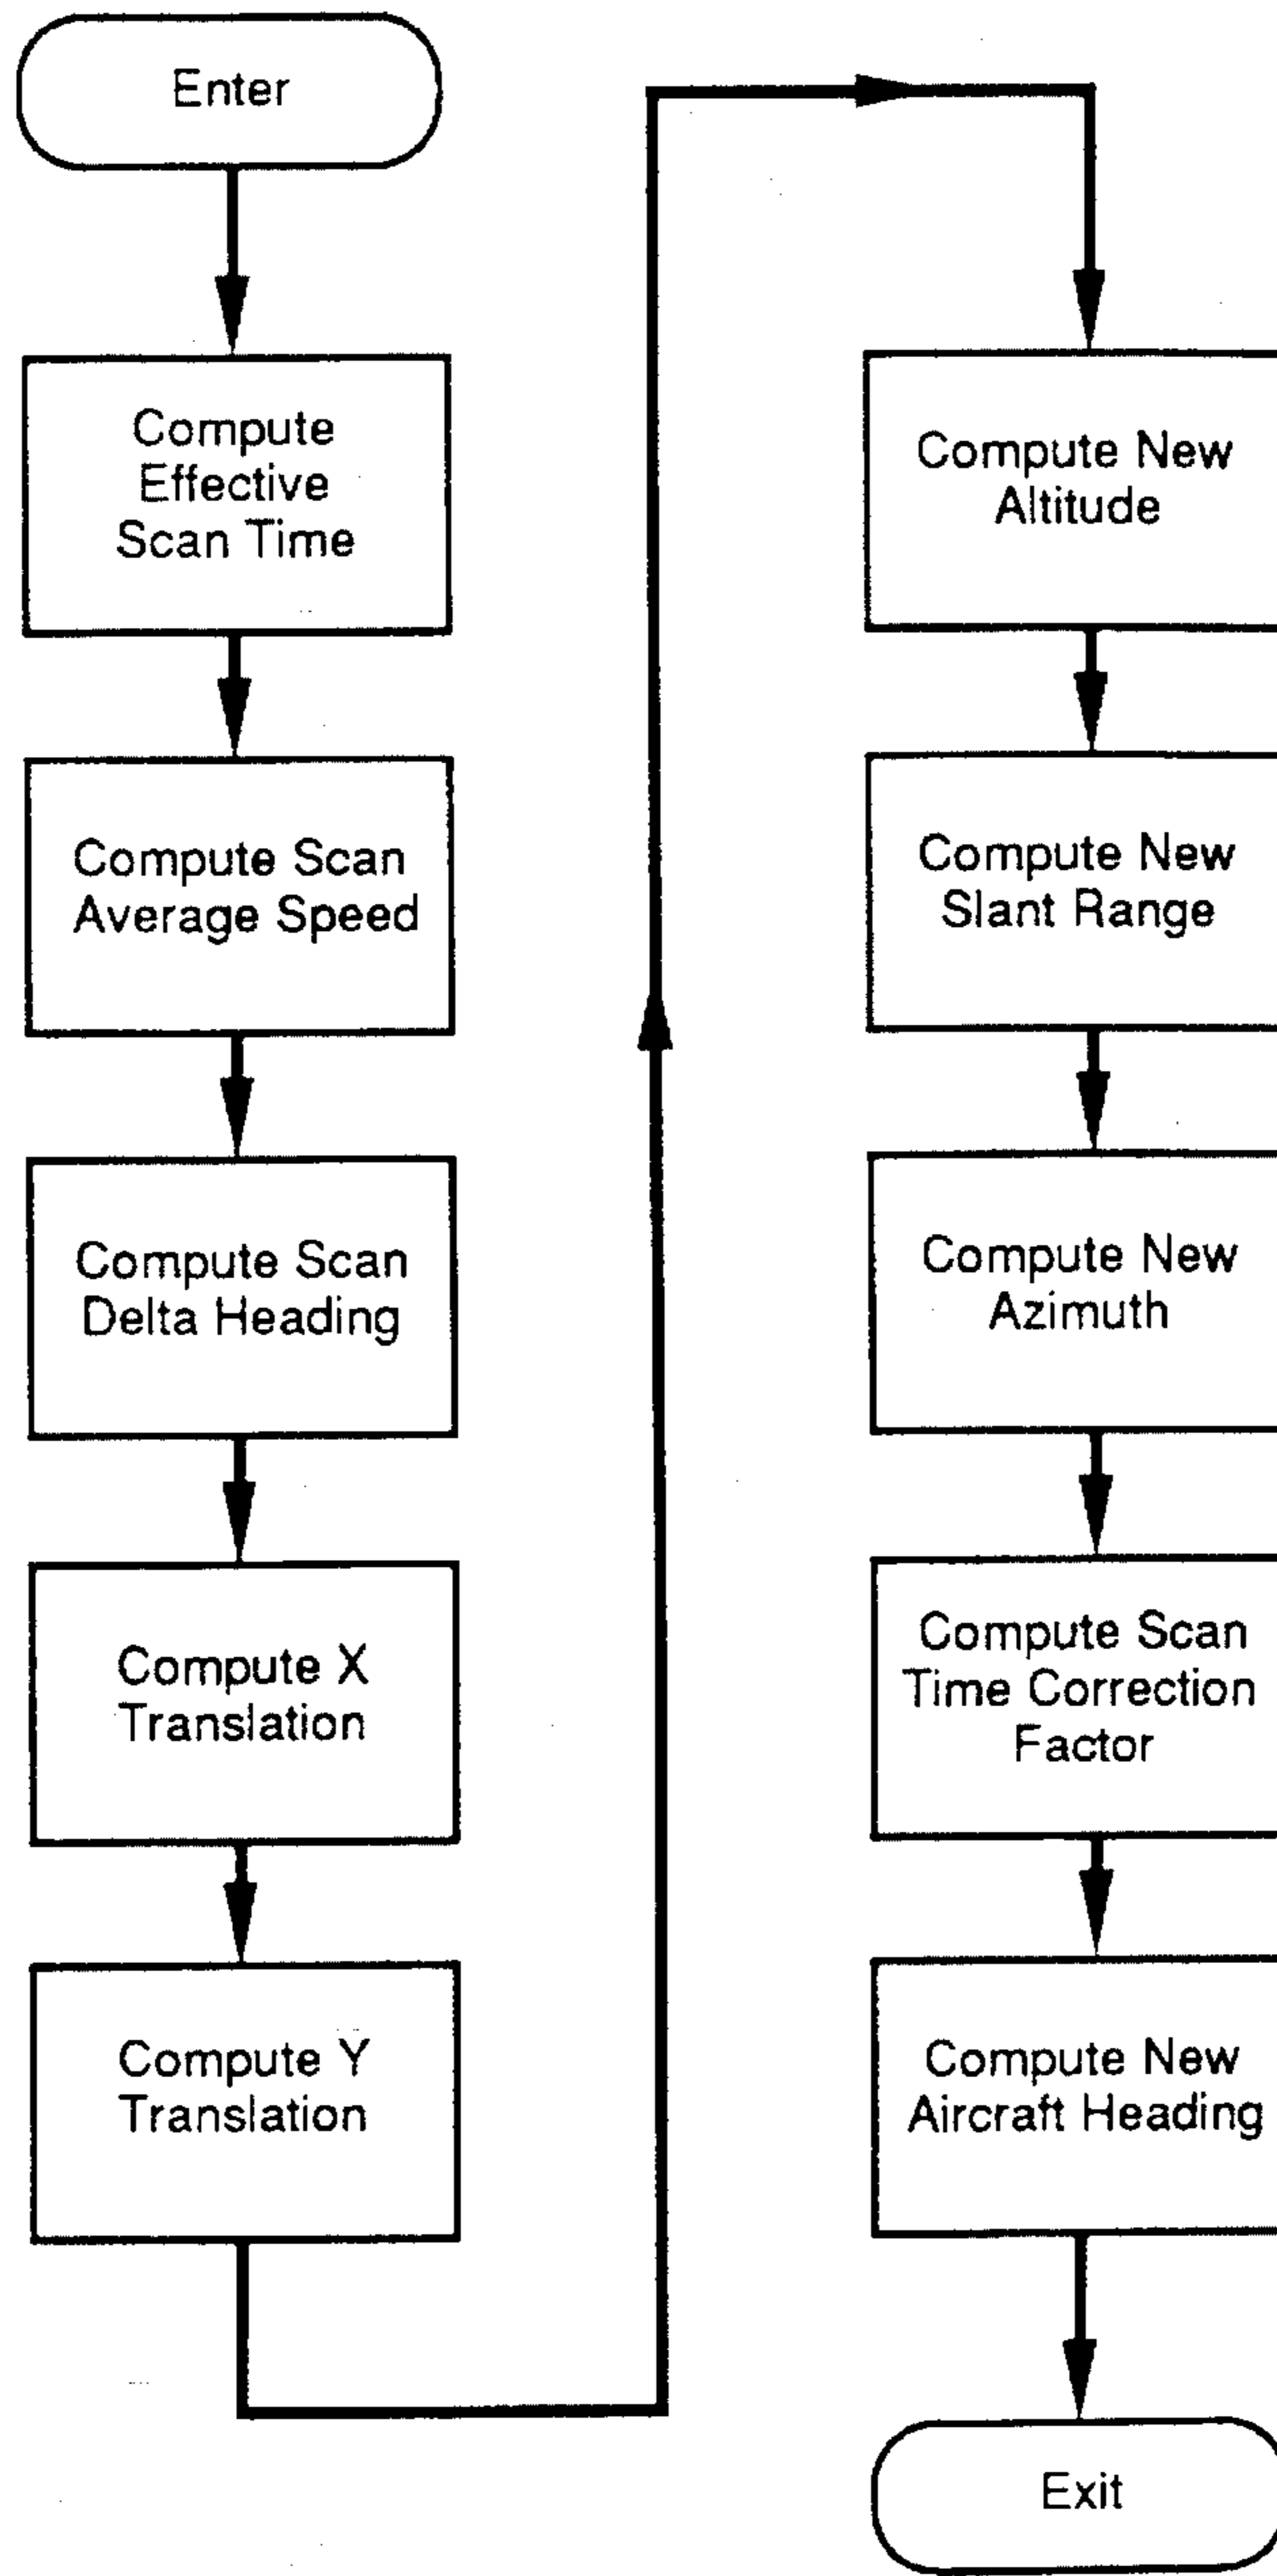 Enter
Compute
Effective
Scan Time
Compute Scan
Average Speed
Compute Scan
Delta Heading
Compute X
Translation
Compute Y
Translation
Compute New
Altitude
Compute New
Slant Range
Compute New
Azimuth
Compute Scan
Time Correction
Factor
Compute New
Aircraft Heading
Exit